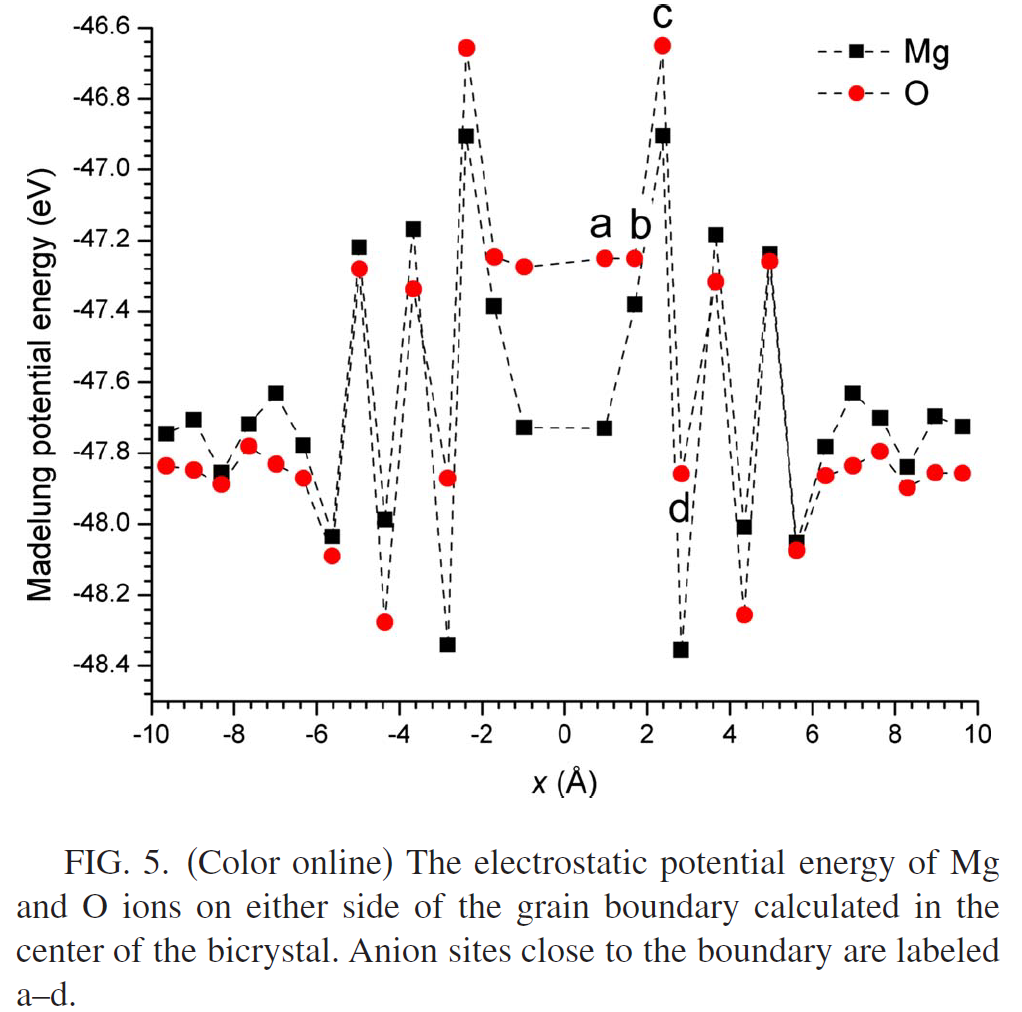 c
-46.6
Mg
O
-46.8
-47.0
a b
-47.2
-47.4
-47.6
-47.8
d
-48.0
-48.2
-48.4
Madelung potential energy (eV)
-10 -8 -6 -4 -2 0 2 4 6 8 10
x (Å)
FIG. 5. (Color online) The electrostatic potential energy of Mg
and O ions on either side of the grain boundary calculated in the
center of the bicrystal. Anion sites close to the boundary are labeled
a–d.